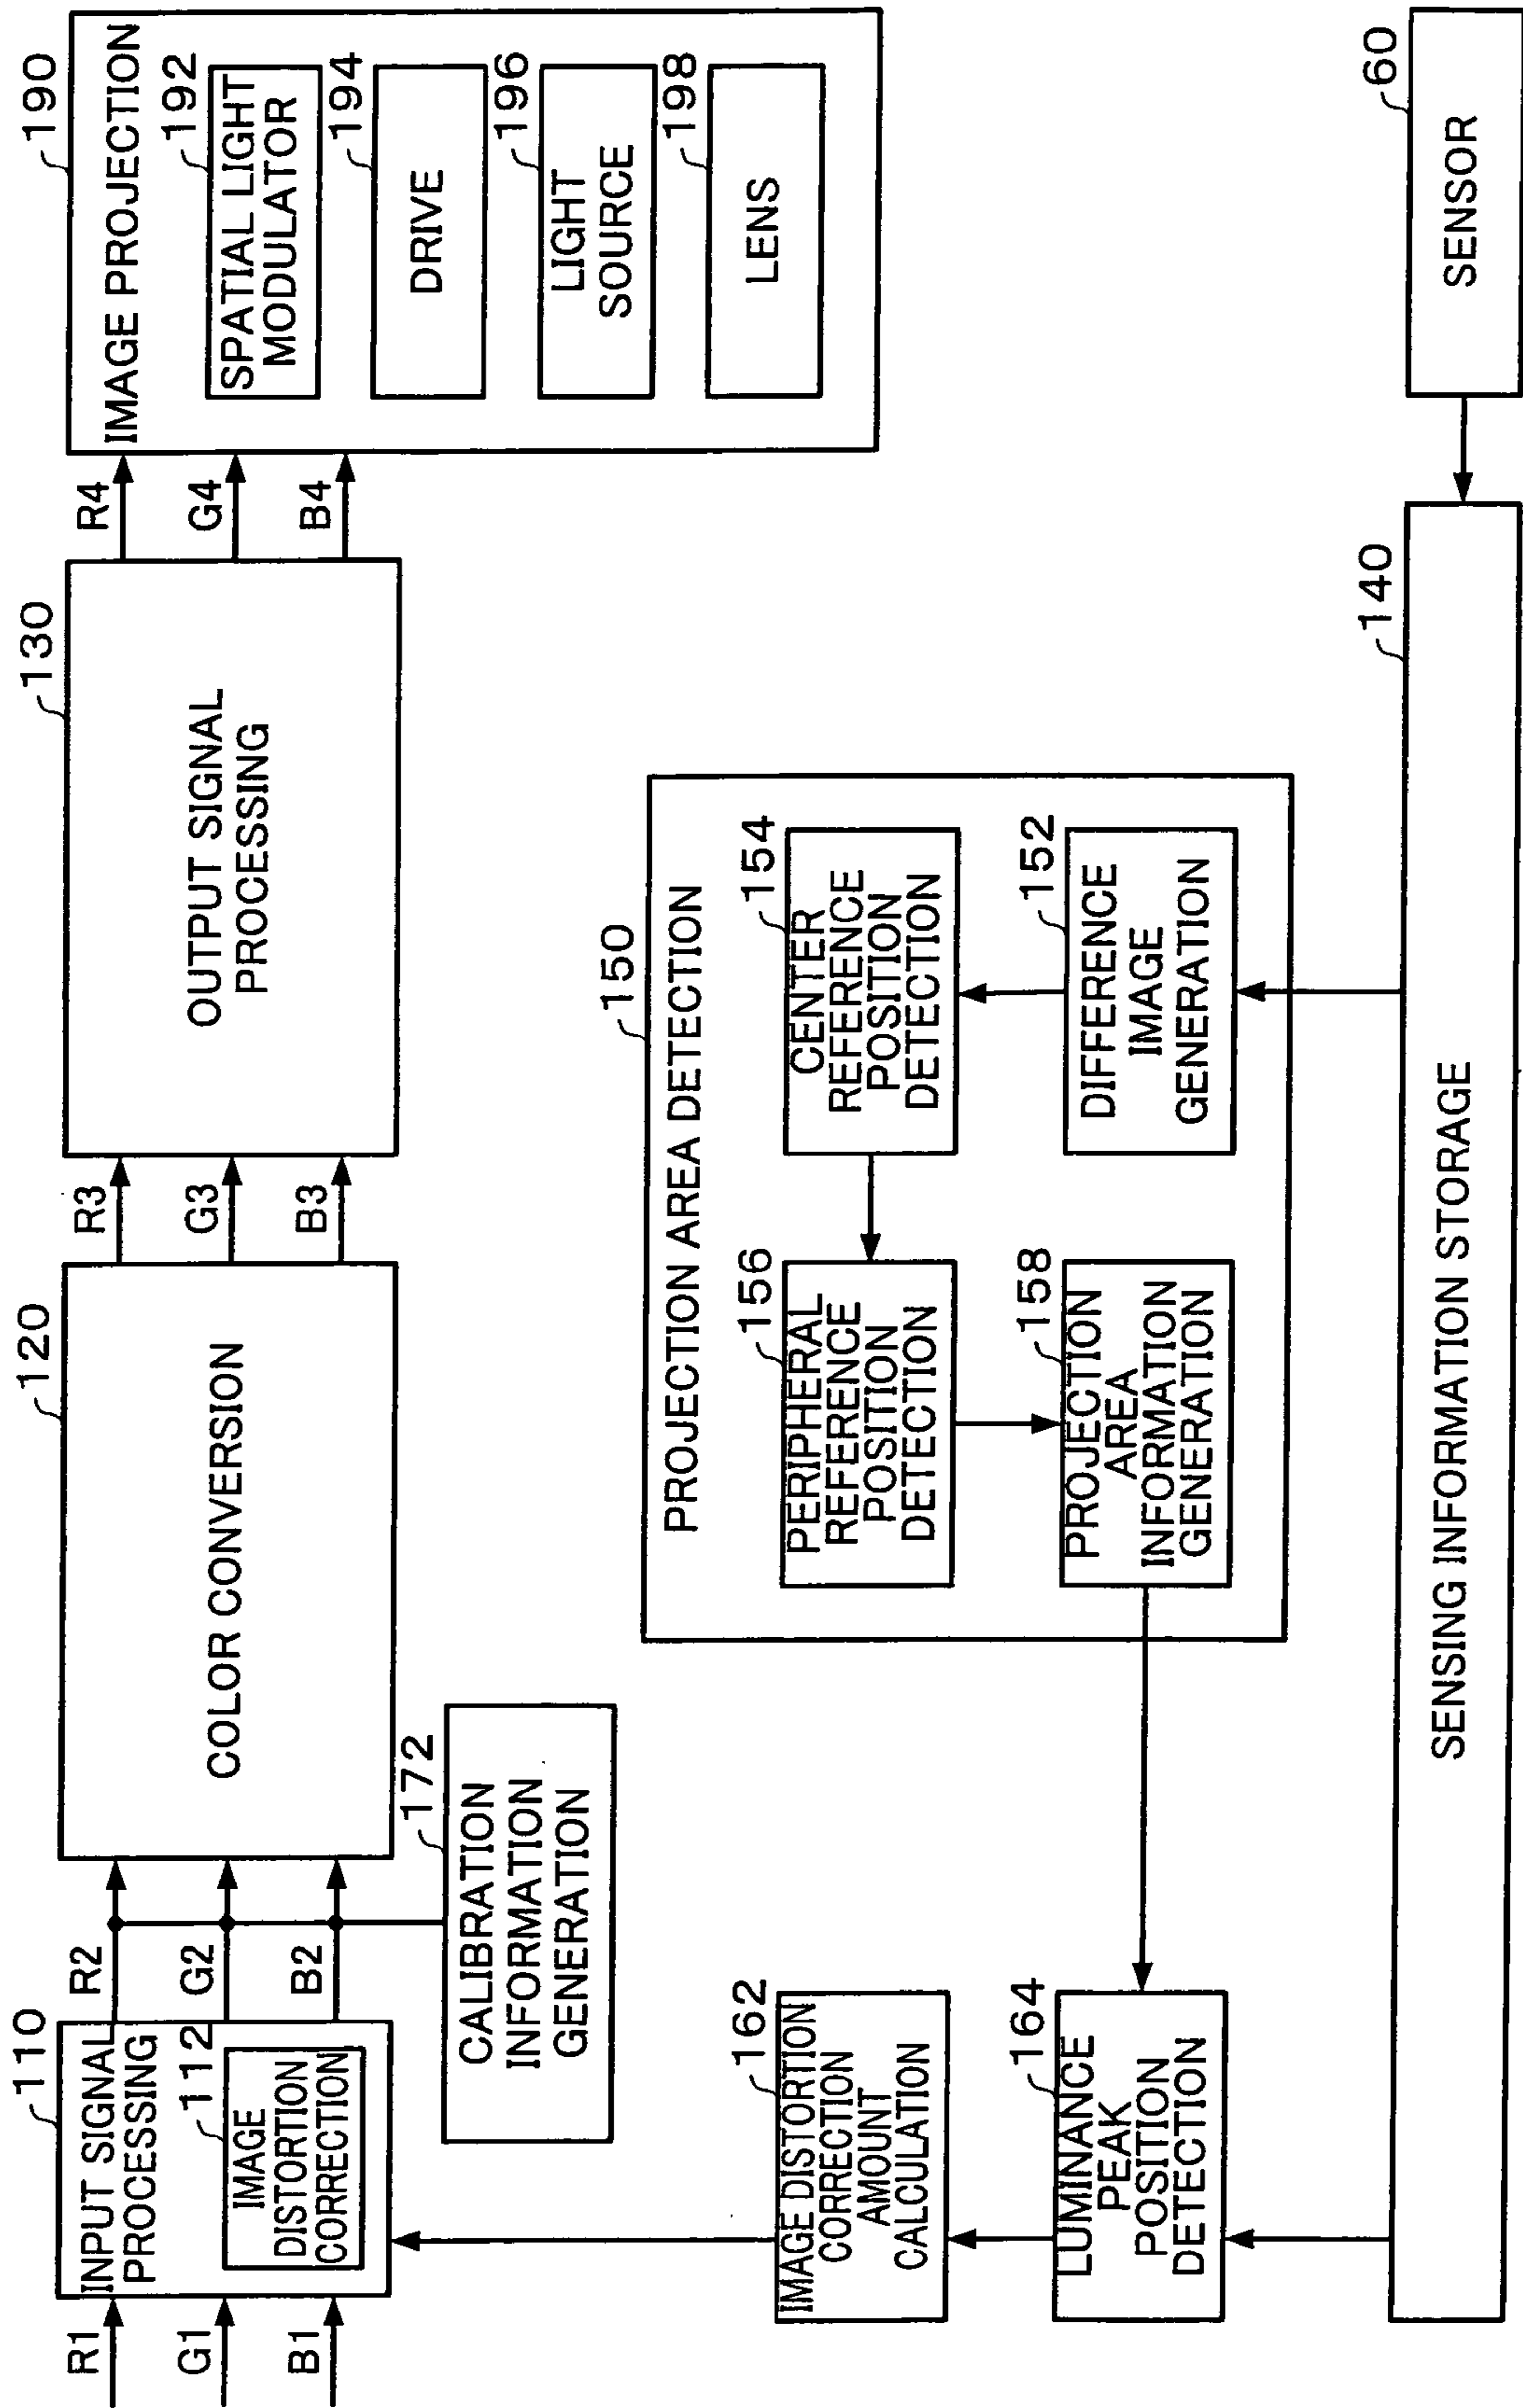 R1
G1
B1
110
INPUT SIGNAL
PROCESSING
112
IMAGE
DISTORTION
CORRECTION
R2
G2
B2
120
COLOR CONVERSION
R3
G3
B3
130
OUTPUT SIGNAL
PROCESSING
R4
G4
B4
190
IMAGE PROJECTION
192
SPATIAL LIGHT
MODULATOR
194
DRIVE
196
LIGHT
SOURCE
198
LENS
172
CALIBRATION
INFORMATION
GENERATION
150
PROJECTION AREA DETECTION
156
PERIPHERAL
REFERENCE
POSITION
DETECTION
154
CENTER
REFERENCE
POSITION
DETECTION
158
PROJECTION
AREA
INFORMATION
GENERATION
152
DIFFERENCE
IMAGE
GENERATION
162
IMAGE DISTORTION
CORRECTION
AMOUNT
CALCULATION
164
LUMINANCE
PEAK
POSITION
DETECTION
140
SENSING INFORMATION STORAGE
60
SENSOR